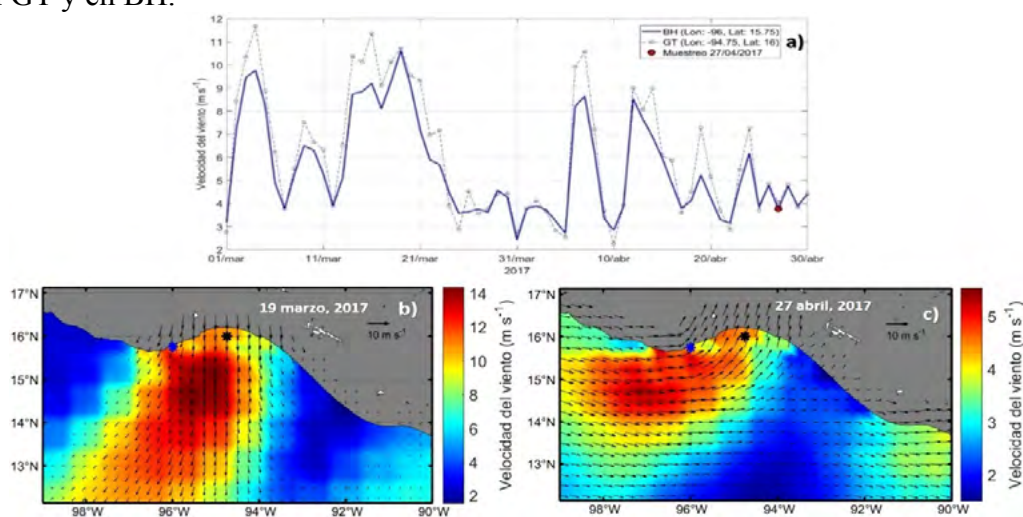 GT y en BH.
12
11
10
9
8
7
6
5
4
3
2
Velocidad del viento (m s⁻¹)
BH (Lon: -96, Lat: 15.75)
GT (Lon: -94.75, Lat: 16)
Muestreo 27/04/2017
a)
01/mar 11/mar 21/mar 31/mar 10/abr 20/abr 30/abr
2017
17°N
16°N
15°N
14°N
13°N
19 marzo, 2017 b)
10 m s⁻¹
98°W 96°W 94°W 92°W 90°W
14
12
10
8
6
4
2
Velocidad del viento (m s⁻¹)
17°N
16°N
15°N
14°N
13°N
27 abril, 2017 c)
10 m s⁻¹
98°W 96°W 94°W 92°W 90°W
5
4
3
2
Velocidad del viento (m s⁻¹)